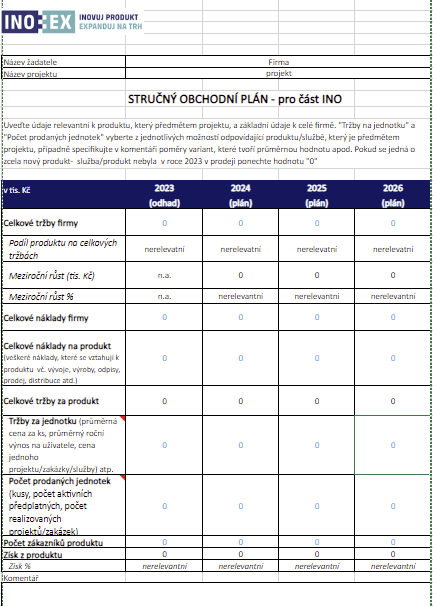 INO-EX INOVUJ PRODUKT
EXPANDUJ NA TRH
Název žadatele Firma
Název projektu projekt
STRUČNÝ OBCHODNÍ PLÁN - pro část INO
Uveďte údaje relevantní k produktu, který předmětem projektu, a základní údaje k celé firmě. "Tržby na jednotku" a
"Počet prodaných jednotek" vyberte z jednotlivých možností odpovídající produktu/službě, který je předmětem
projektu, případně specifikujte v komentáři poměry variant, které tvoří průměrnou hodnotu apod. Pokud se jedná o
zcela nový produkt- služba/produkt nebyla v roce 2023 v prodeji ponechte hodnotu "0"
v tis. Kč 2023 2024 2025 2026
(odhad) (plán) (plán) (plán)
Celkové tržby firmy 0 0 0 0
Podíl produktu na celkových
tržbách nerelevatní nerelevatní nerelevatní nerelevatní
Meziroční růst (tis. Kč) n.a. 0 0 0
Meziroční růst % n.a. nerelevantní nerelevantní nerelevantní
Celkové náklady firmy 0 0 0 0
Celkové náklady na produkt
(veškeré náklady, které se vztahují k
produktu vč. vývoje, výroby, odpisy,
prodej, distribuce atd.) 0 0 0 0
Celkové tržby za produkt 0 0 0 0
Tržby za jednotku (průměrná
cena za ks, průměrný roční
výnos na uživatele, cena
jednoho
projektu/zakázky/služby) atp. 0 0 0 0
Počet prodaných jednotek
(kusy, počet aktivních
předplatných, počet
realizovaných
projektů/zakázek) 0 0 0 0
Počet zákazníků produktu 0 0 0 0
Zisk z produktu 0 0 0 0
Zisk % nerelevantní nerelevantní nerelevantní nerelevantní
Komentář